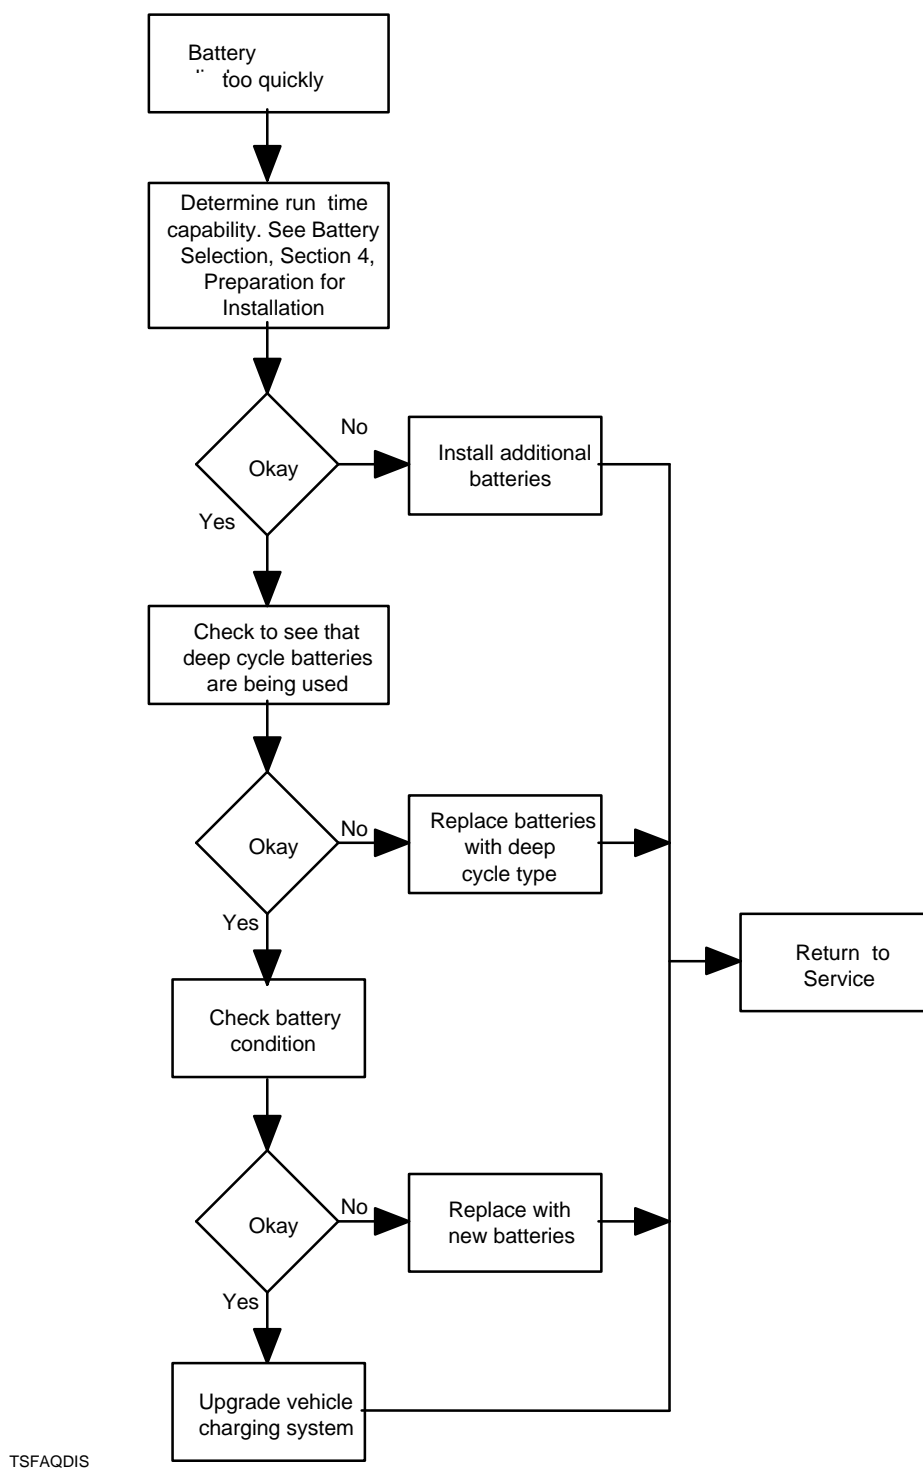 Battery
too quickly
Determine run time
capability. See Battery
Selection, Section 4,
Preparation for
Installation
Okay
No
Install additional
batteries
Yes
Check to see that
deep cycle batteries
are being used
Okay
No
Replace batteries
with deep
cycle type
Yes
Return to
Service
Check battery
condition
Okay
No
Replace with
new batteries
Yes
Upgrade vehicle
charging system
TSFAQDIS